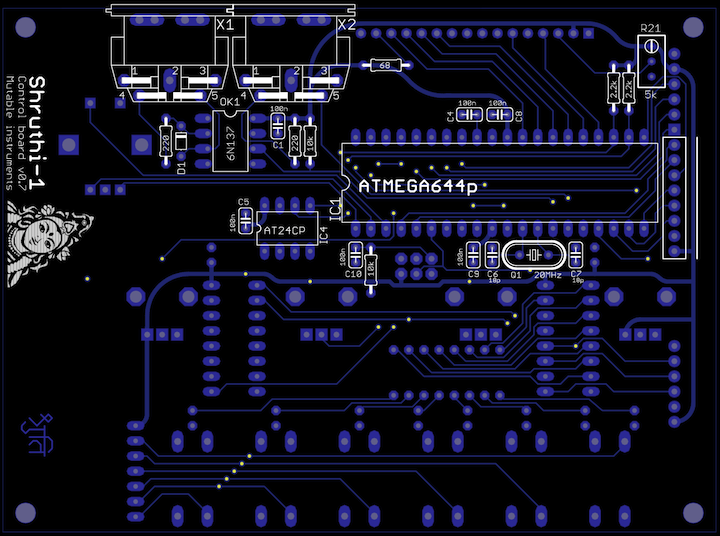 X1
X2
R21
1
2
3
1
2
3
4
5
4
5
68
5k
2.2k
2.2k
OK1
100n
100n
C4
C8
Shruthi-1
Control board v0.7
Mutable instruments
220
D1
6N137
100n
C1
220
10k
ATMEGA644p
IC1
C5
100n
AT24CP
IC4
100n
C10
10k
100n
C9
C6
18p
Q1
20MHz
C7
18p
श्रुति